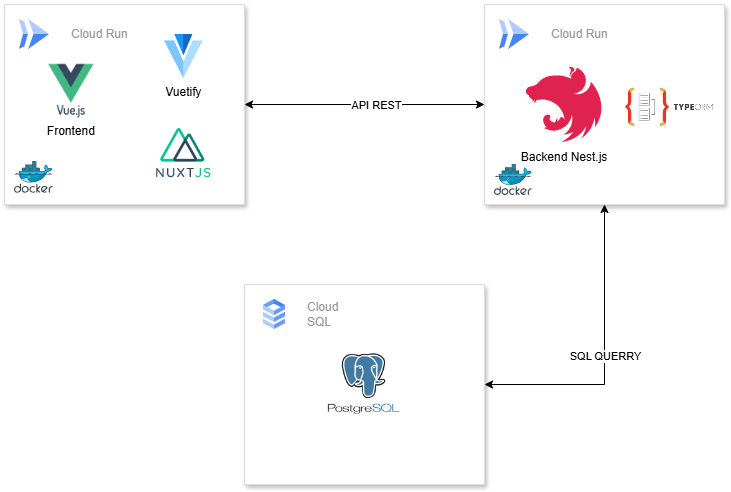 Cloud Run
Vuetify
Vue.js
Frontend
NUXTJS
docker
API REST
Cloud Run
TYPEORM
Backend Nest.js
docker
Cloud
SQL
PostgreSQL
SQL QUERRY